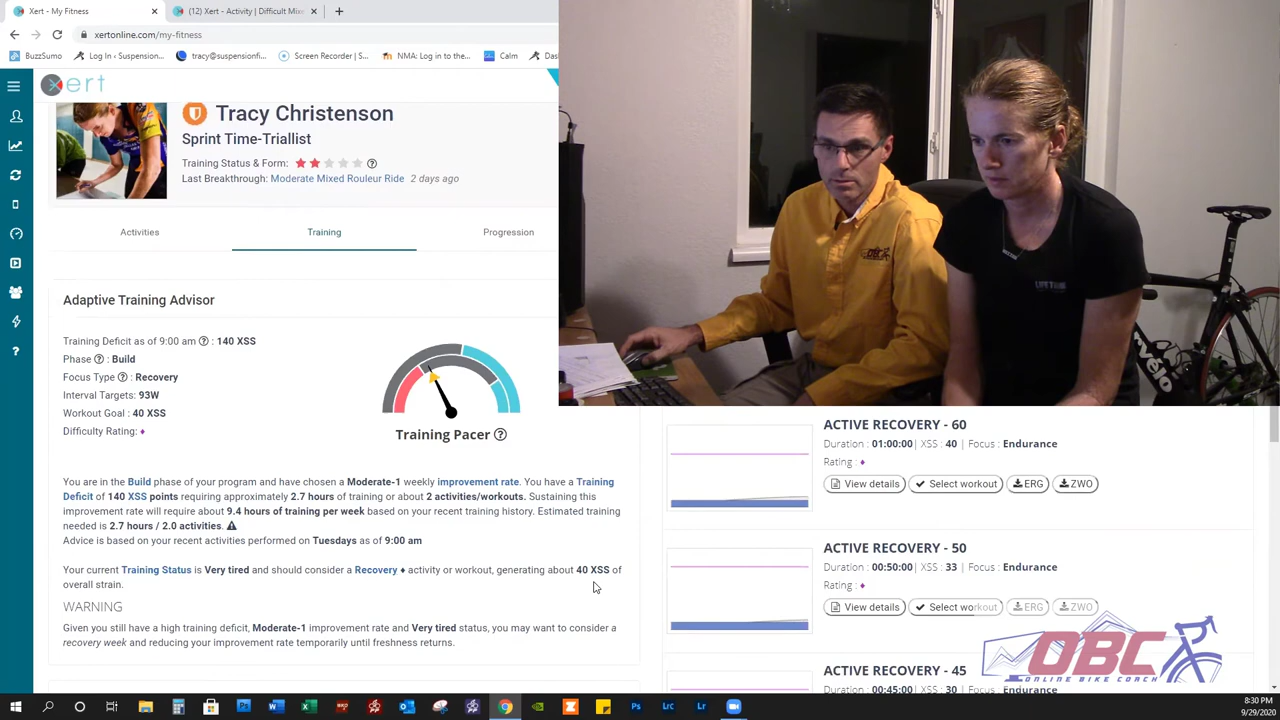 Xert - My Fitness
(12) Xert - Activity | Difficult Mix
xertonline.com/my-fitness
BuzzSumo
Log In ‹ Suspension...
tracy@suspensionfi...
Screen Recorder | S...
NMA: Log in to the...
Calm
Das
xert
Tracy Christenson
Sprint Time-Triallist
Training Status & Form:
Last Breakthrough: Moderate Mixed Rouleur Ride 2 days ago
Activities
Training
Progression
Adaptive Training Advisor
Training Deficit as of 9:00 am : 140 XSS
Phase : Build
Focus Type : Recovery
Interval Targets: 93W
Workout Goal : 40 XSS
Difficulty Rating: ♦
Training Pacer
You are in the Build phase of your program and have chosen a Moderate-1 weekly improvement rate. You have a Training
Deficit of 140 XSS points requiring approximately 2.7 hours of training or about 2 activities/workouts. Sustaining this
improvement rate will require about 9.4 hours of training per week based on your recent training history. Estimated training
needed is 2.7 hours / 2.0 activities.
Advice is based on your recent activities performed on Tuesdays as of 9:00 am
Your current Training Status is Very tired and should consider a Recovery ♦ activity or workout, generating about 40 XSS of
overall strain.
WARNING
Given you still have a high training deficit, Moderate-1 improvement rate and Very tired status, you may want to consider a
recovery week and reducing your improvement rate temporarily until freshness returns.
ACTIVE RECOVERY - 60
Duration : 01:00:00| XSS : 40 | Focus : Endurance
Rating : ♦
View details
Select workout
ERG
ZWO
ACTIVE RECOVERY - 50
Duration : 00:50:00| XSS : 33 | Focus : Endurance
Rating : ♦
View details
Select workout
ERG
ZWO
ACTIVE RECOVERY - 45
Duration : 00:45:00| XSS : 30 | Focus : Endurance
OBC
LIFE TIME
OBC
ONLINE BIKE COACH
8:30 PM
9/29/2020